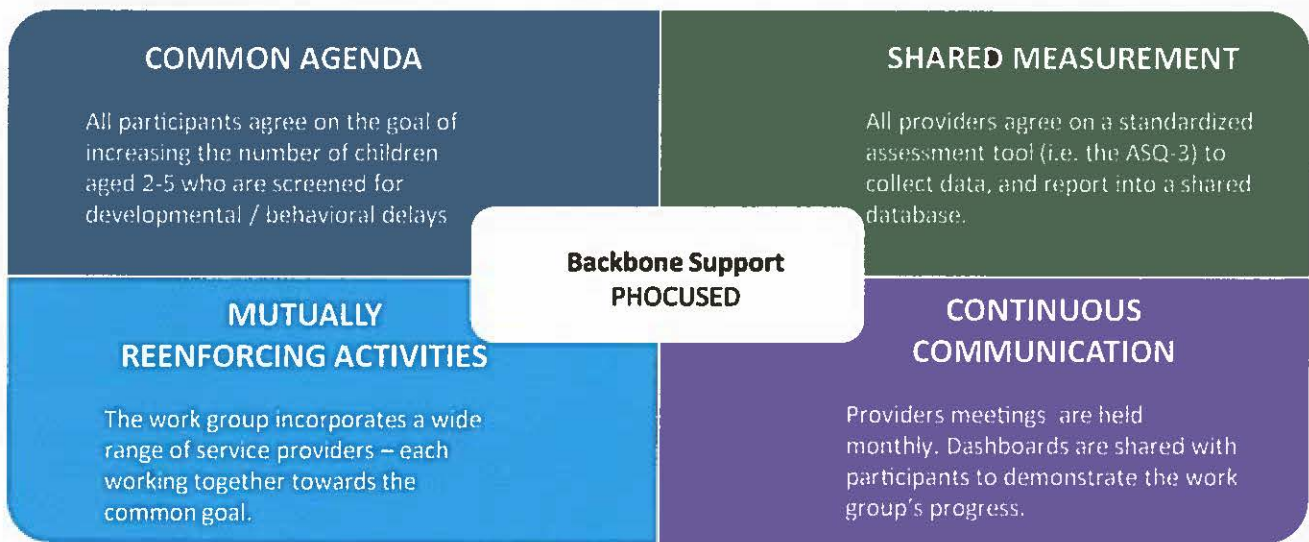 COMMON AGENDA
All participants agree on the goal of
increasing the number of children
aged 2-5 who are screened for
developmental / behavioral delays
SHARED MEASUREMENT
All providers agree on a standardized
assessment tool (i.e. the ASQ-3) to
collect data, and report into a shared
database.
Backbone Support
PHOCUSED
MUTUALLY
REENFORCING ACTIVITIES
The work group incorporates a wide
range of service providers – each
working together towards the
common goal.
CONTINUOUS
COMMUNICATION
Providers meetings are held
monthly. Dashboards are shared with
participants to demonstrate the work
group's progress.